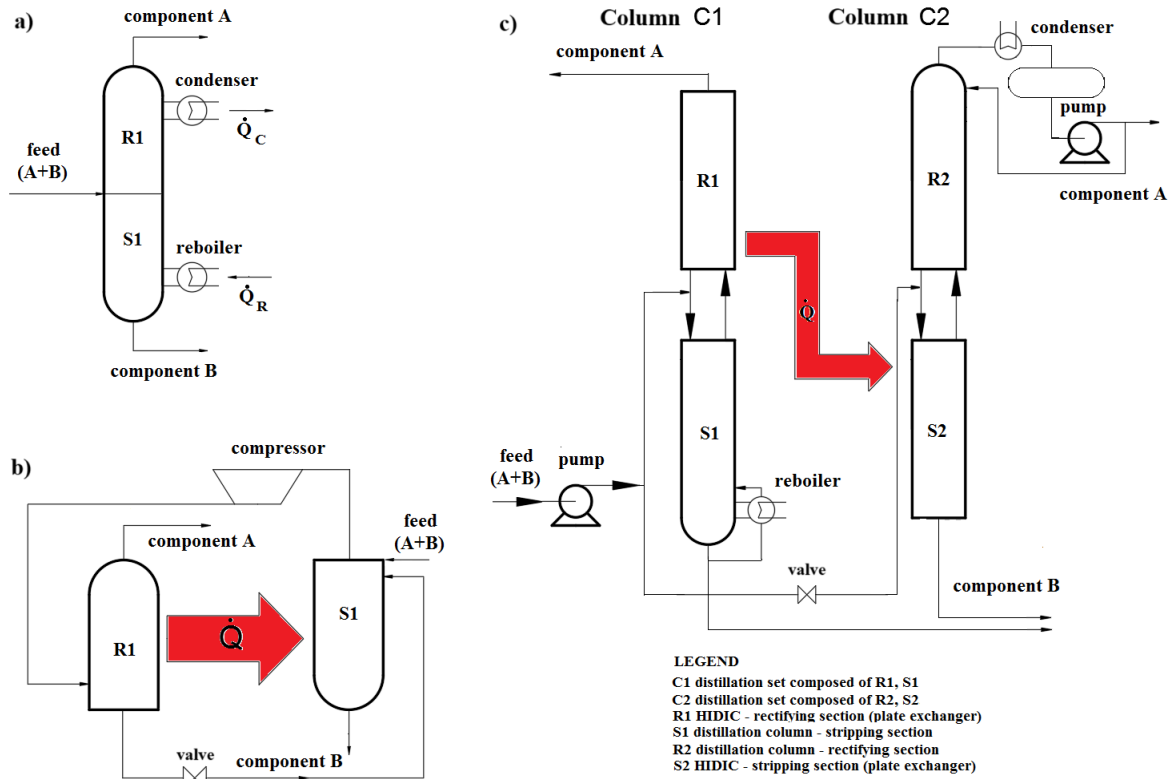 a)
component A
condenser
Q̇C
R1
feed
(A+B)
S1
reboiler
Q̇R
component B
b)
compressor
component A
feed
(A+B)
R1
Q̇
S1
valve
component B
c)
Column C1
Column C2
component A
condenser
pump
component A
R1
R2
Q̇
feed
(A+B)
pump
S1
reboiler
S2
valve
component B
LEGEND
C1 distillation set composed of R1, S1
C2 distillation set composed of R2, S2
R1 HIDIC - rectifying section (plate exchanger)
S1 distillation column - stripping section
R2 distillation column - rectifying section
S2 HIDIC - stripping section (plate exchanger)